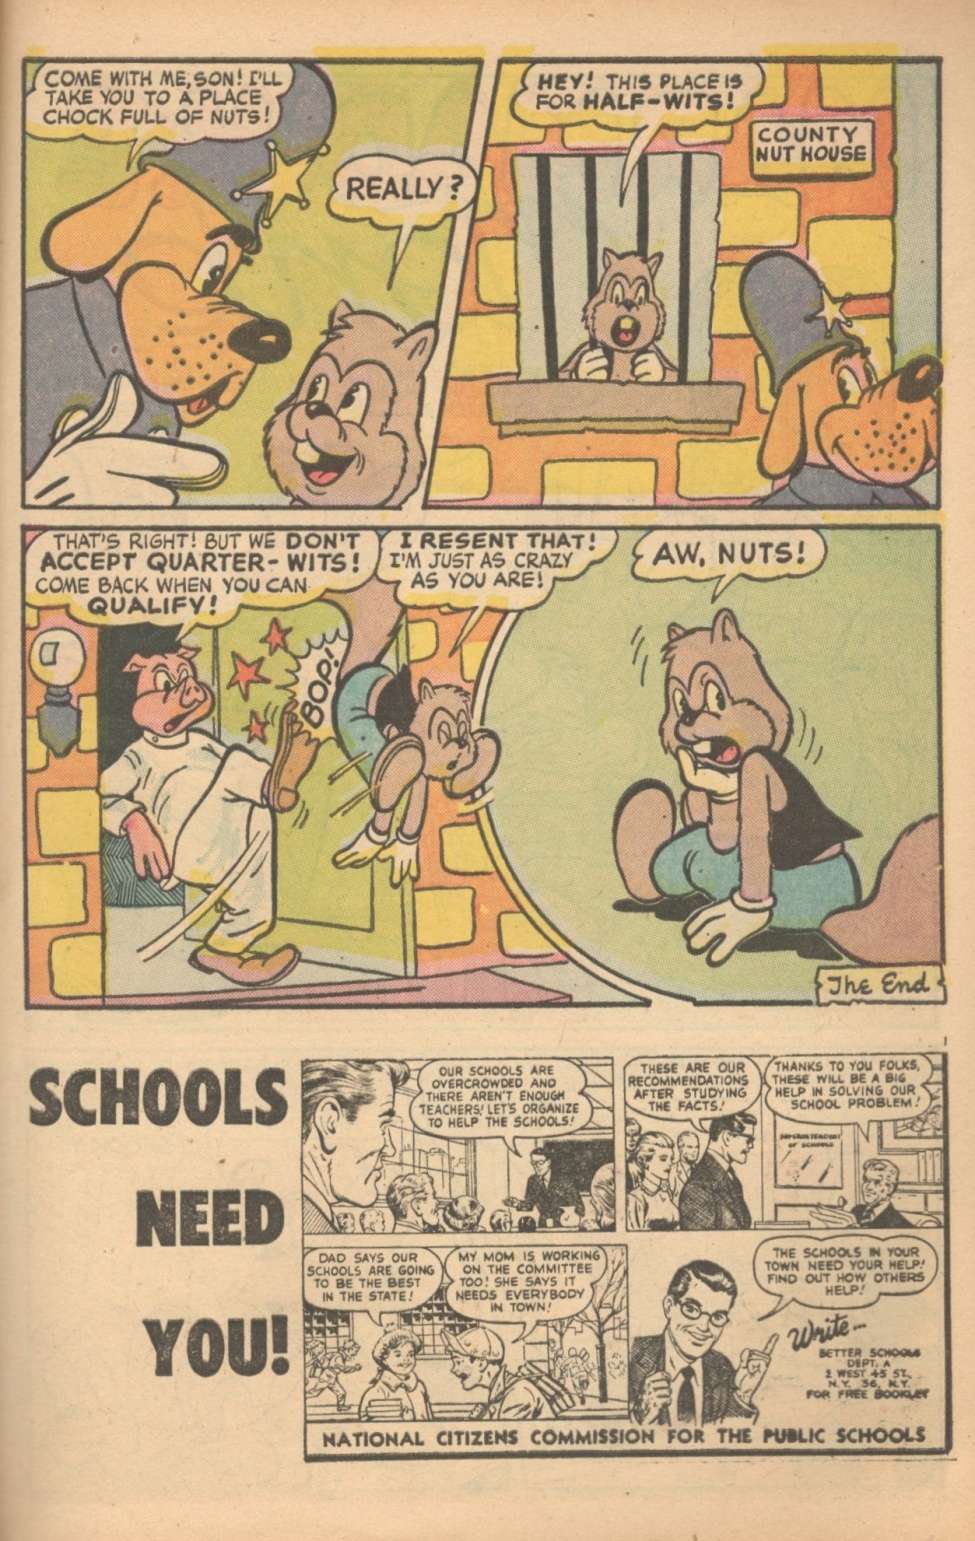 COME WITH ME, SON! I'LL
TAKE YOU TO A PLACE
CHOCK FULL OF NUTS!
REALLY?
HEY! THIS PLACE IS
FOR HALF-WITS!
COUNTY
NUT HOUSE
THAT'S RIGHT! BUT WE DON'T
ACCEPT QUARTER-WITS!
COME BACK WHEN YOU CAN
QUALIFY!
BOP!
I RESENT THAT!
I'M JUST AS CRAZY
AS YOU ARE!
AW, NUTS!
The End
SCHOOLS
NEED
YOU!
OUR SCHOOLS ARE
OVERCROWDED AND
THERE AREN'T ENOUGH
TEACHERS! LET'S ORGANIZE
TO HELP THE SCHOOLS!
THESE ARE OUR
RECOMMENDATIONS
AFTER STUDYING
THE FACTS!
THANKS TO YOU FOLKS,
THESE WILL BE A BIG
HELP IN SOLVING OUR
SCHOOL PROBLEM!
SUPERINTENDENT
OF SCHOOLS
DAD SAYS OUR
SCHOOLS ARE GOING
TO BE THE BEST
IN THE STATE!
MY MOM IS WORKING
ON THE COMMITTEE
TOO! SHE SAYS IT
NEEDS EVERYBODY
IN TOWN!
THE SCHOOLS IN YOUR
TOWN NEED YOUR HELP!
FIND OUT HOW OTHERS
HELP!
Write--
BETTER SCHOOLS
DEPT. A
2 WEST 45 ST.
N.Y. 36, N.Y.
FOR FREE BOOKLET
NATIONAL CITIZENS COMMISSION FOR THE PUBLIC SCHOOLS